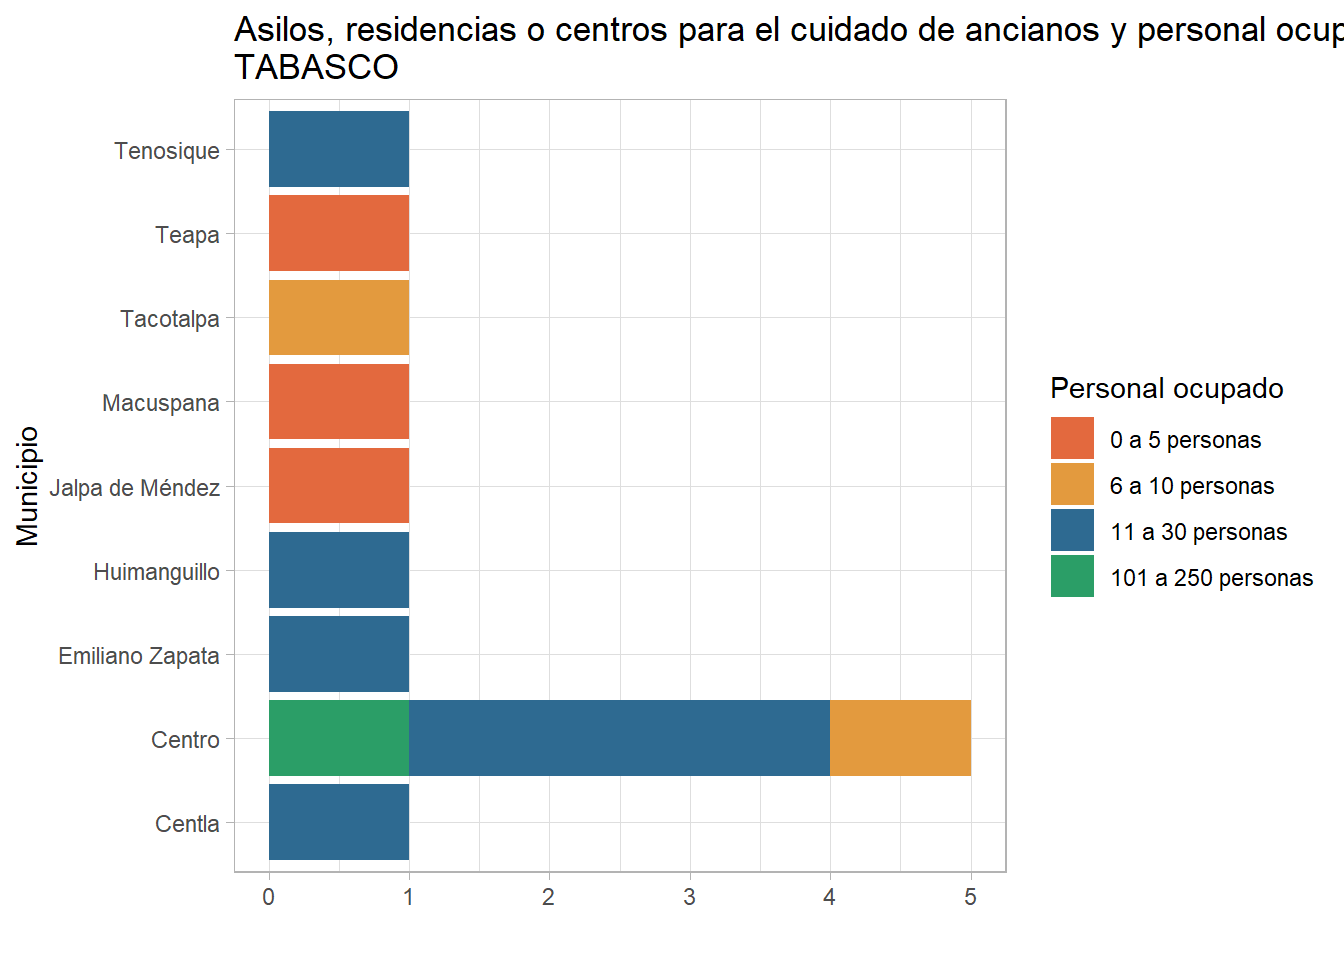 Asilos, residencias o centros para el cuidado de ancianos y personal ocup
TABASCO
Tenosique
Teapa
Tacotalpa
Macuspana
Jalpa de Méndez
Huimanguillo
Emiliano Zapata
Centro
Centla
Municipio
0 1 2 3 4 5
Personal ocupado
0 a 5 personas
6 a 10 personas
11 a 30 personas
101 a 250 personas